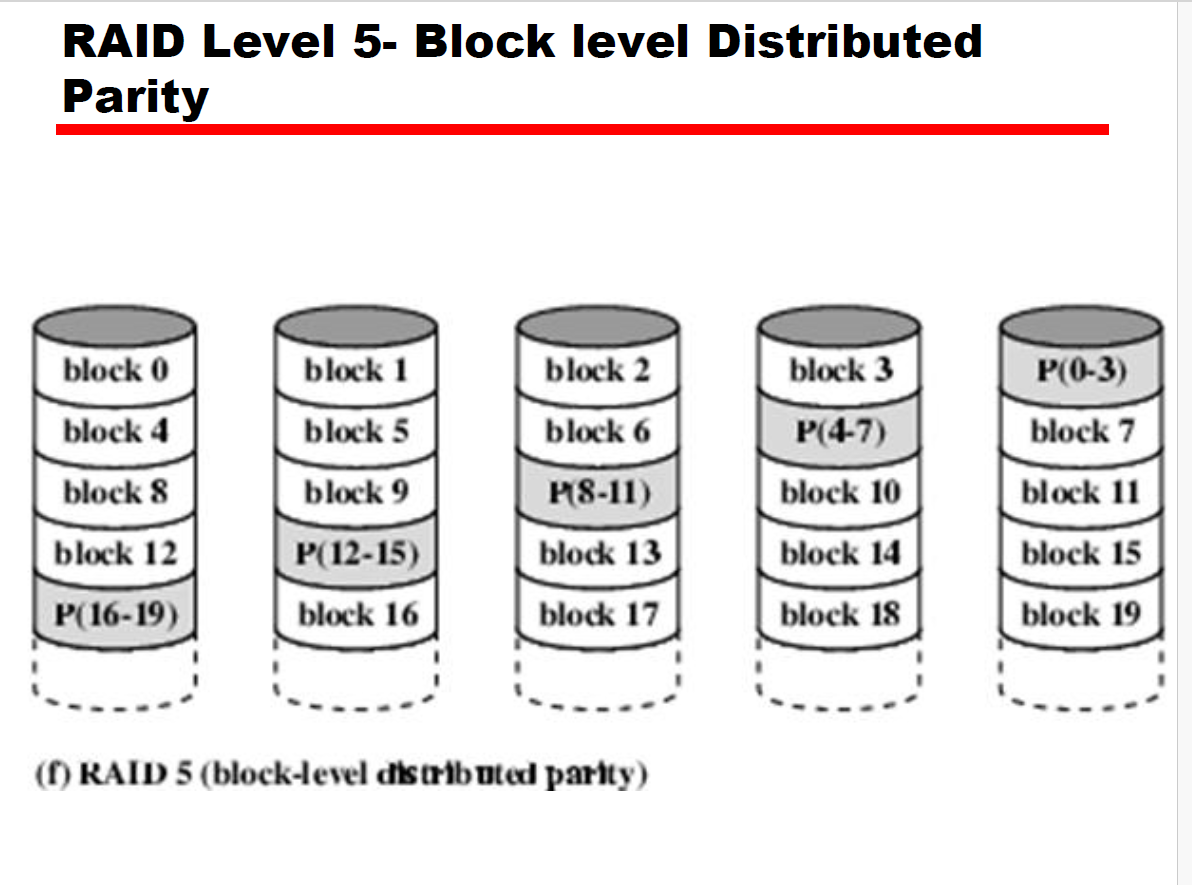 RAID Level 5- Block level Distributed
Parity
block 0 block 1 block 2 block 3 P(0-3)
block 4 block 5 block 6 P(4-7) block 7
block 8 block 9 P(8-11) block 10 block 11
block 12 P(12-15) block 13 block 14 block 15
P(16-19) block 16 block 17 block 18 block 19
(f) RAID 5 (block-level distributed parity)